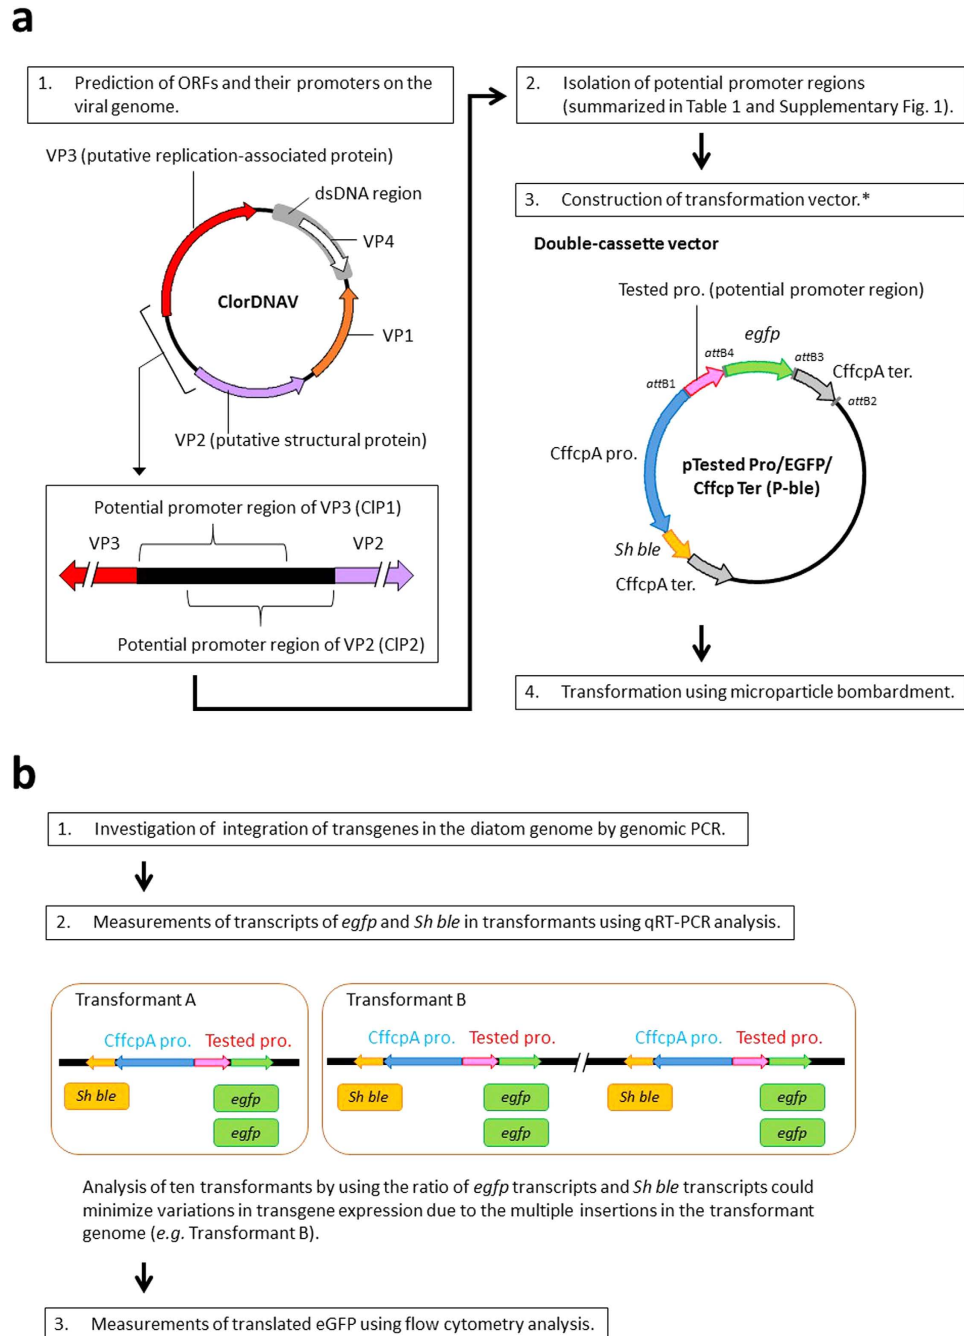 a
1. Prediction of ORFs and their promoters on the
viral genome.
VP3 (putative replication-associated protein)
dsDNA region
VP4
ClorDNAV
VP1
VP2 (putative structural protein)
Potential promoter region of VP3 (ClP1)
VP3
VP2
Potential promoter region of VP2 (ClP2)
2. Isolation of potential promoter regions
(summarized in Table 1 and Supplementary Fig. 1).
3. Construction of transformation vector.*
Double-cassette vector
Tested pro. (potential promoter region)
egfp
attB4
attB3
CffcpA ter.
attB1
attB2
CffcpA pro.
pTested Pro/EGFP/
Cffcp Ter (P-ble)
Sh ble
CffcpA ter.
4. Transformation using microparticle bombardment.
b
1. Investigation of integration of transgenes in the diatom genome by genomic PCR.
2. Measurements of transcripts of egfp and Sh ble in transformants using qRT-PCR analysis.
Transformant A
CffcpA pro. Tested pro.
Sh ble
egfp
egfp
Transformant B
CffcpA pro. Tested pro. CffcpA pro. Tested pro.
Sh ble egfp Sh ble egfp
egfp egfp
Analysis of ten transformants by using the ratio of egfp transcripts and Sh ble transcripts could
minimize variations in transgene expression due to the multiple insertions in the transformant
genome (e.g. Transformant B).
3. Measurements of translated eGFP using flow cytometry analysis.